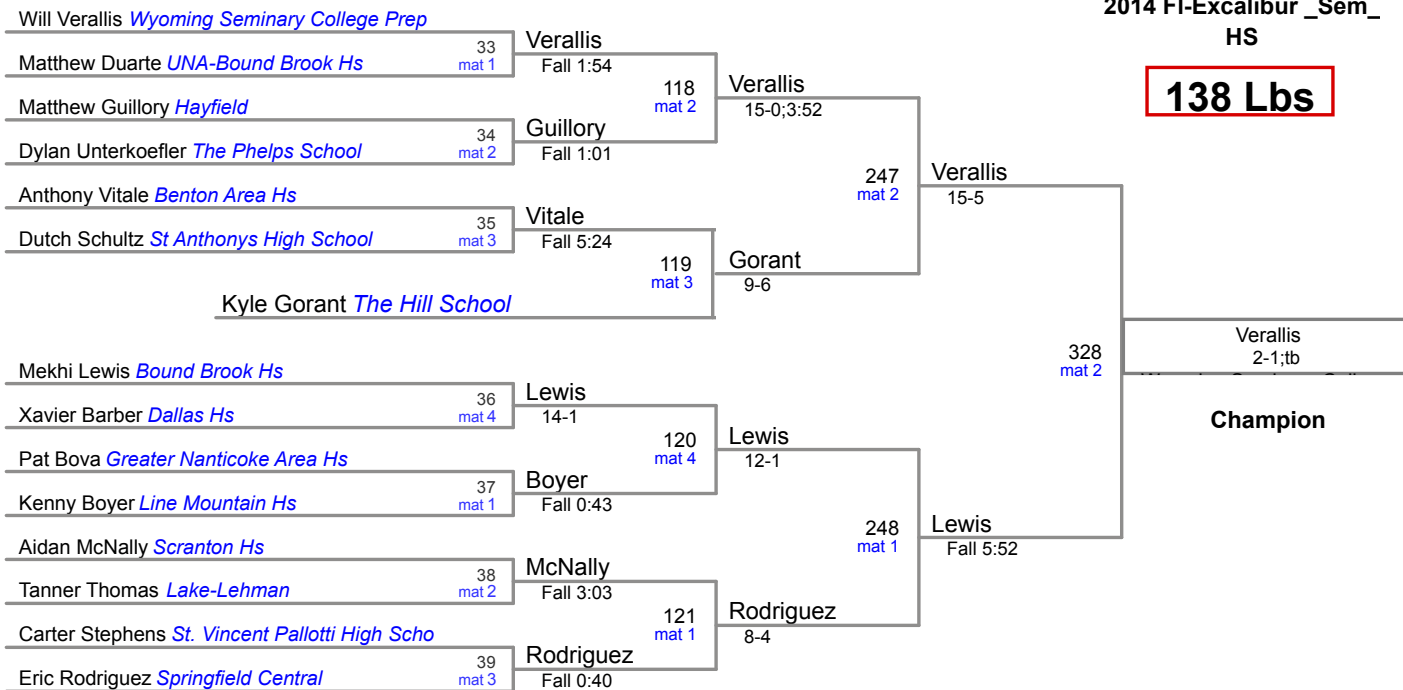 2014 FI-Excalibur _Sem_
HS
138 Lbs
Will Verallis Wyoming Seminary College Prep
33
mat 1
Matthew Duarte UNA-Bound Brook Hs
Verallis
Fall 1:54
Matthew Guillory Hayfield
34
mat 2
Dylan Unterkoefler The Phelps School
Guillory
Fall 1:01
118
mat 2
Verallis
15-0;3:52
Anthony Vitale Benton Area Hs
35
mat 3
Dutch Schultz St Anthonys High School
Vitale
Fall 5:24
119
mat 3
Kyle Gorant The Hill School
Gorant
9-6
247
mat 2
Verallis
15-5
Mekhi Lewis Bound Brook Hs
36
mat 4
Xavier Barber Dallas Hs
Lewis
14-1
Pat Bova Greater Nanticoke Area Hs
37
mat 1
Kenny Boyer Line Mountain Hs
Boyer
Fall 0:43
120
mat 4
Lewis
12-1
Aidan McNally Scranton Hs
38
mat 2
Tanner Thomas Lake-Lehman
McNally
Fall 3:03
Carter Stephens St. Vincent Pallotti High Scho
39
mat 3
Eric Rodriguez Springfield Central
Rodriguez
Fall 0:40
121
mat 1
Rodriguez
8-4
248
mat 1
Lewis
Fall 5:52
328
mat 2
Verallis
2-1;tb
Champion